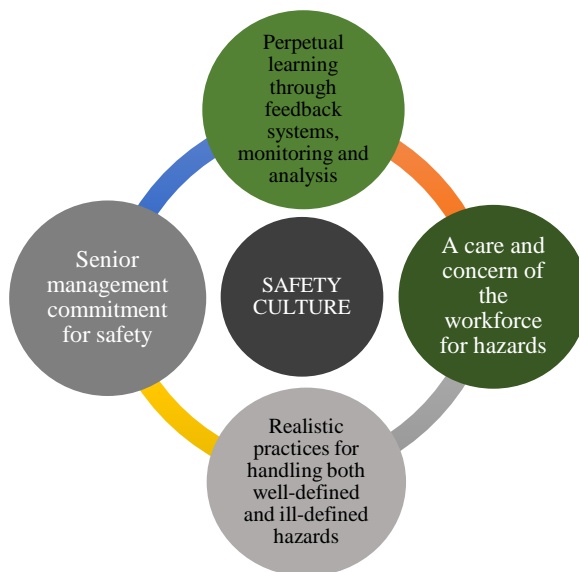 Perpetual
learning
through
feedback
systems,
monitoring and
analysis
Senior
management
commitment
for safety
SAFETY
CULTURE
A care and
concern of
the
workforce
for hazards
Realistic
practices for
handling both
well-defined
and ill-defined
hazards